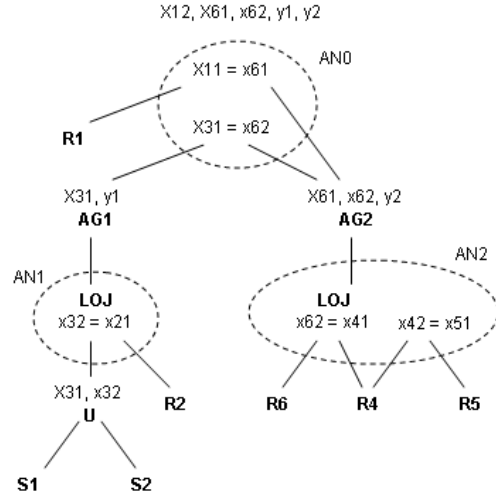 X12, X61, x62, y1, y2
AN0
X11 = x61
X31 = x62
R1
X31, y1
AG1
X61, x62, y2
AG2
AN1
LOJ
x32 = x21
AN2
LOJ
x62 = x41
x42 = x51
X31, x32
U
R2
R6
R4
R5
S1
S2